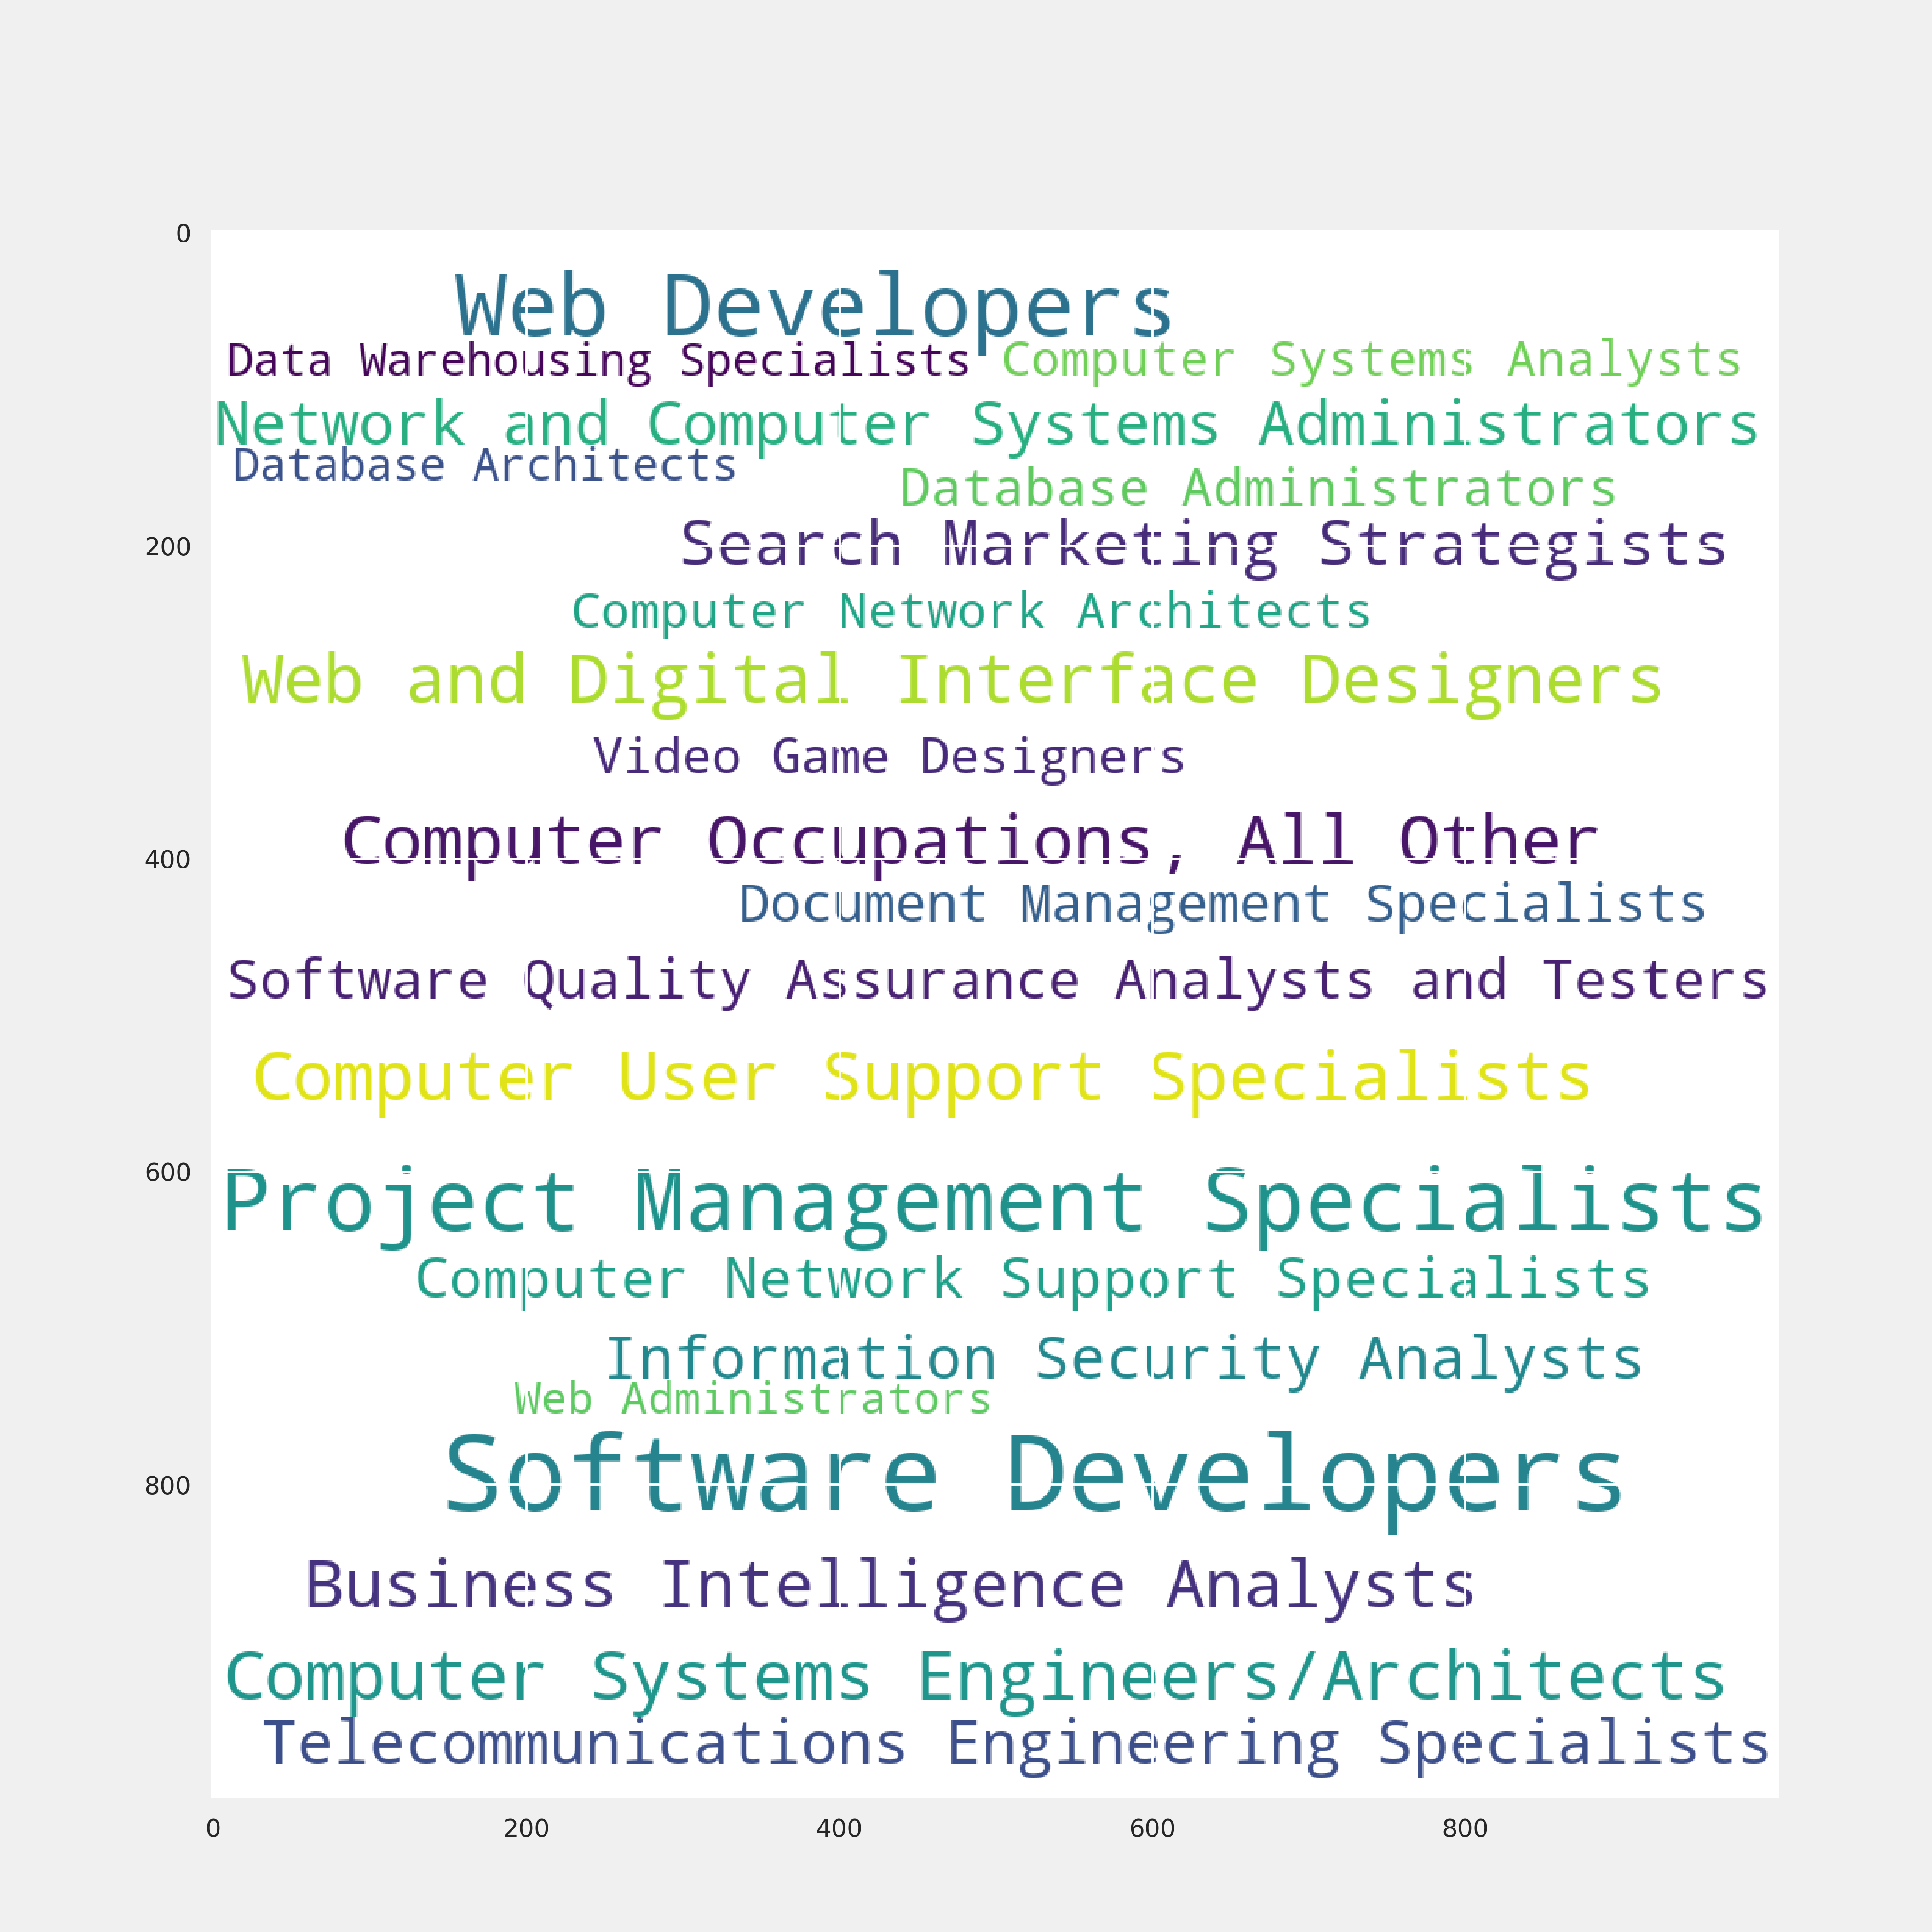 0
Web Developers
Data Warehousing Specialists Computer Systems Analysts
Network and Computer Systems Administrators
Database Architects
Database Administrators
200
Search Marketing Strategists
Computer Network Architects
Web and Digital Interface Designers
Video Game Designers
Computer Occupations, All Other
400
Document Management Specialists
Software Quality Assurance Analysts and Testers
Computer User Support Specialists
600
Project Management Specialists
Computer Network Support Specialists
Information Security Analysts
Web Administrators
Software Developers
800
Business Intelligence Analysts
Computer Systems Engineers/Architects
Telecommunications Engineering Specialists
0 200 400 600 800